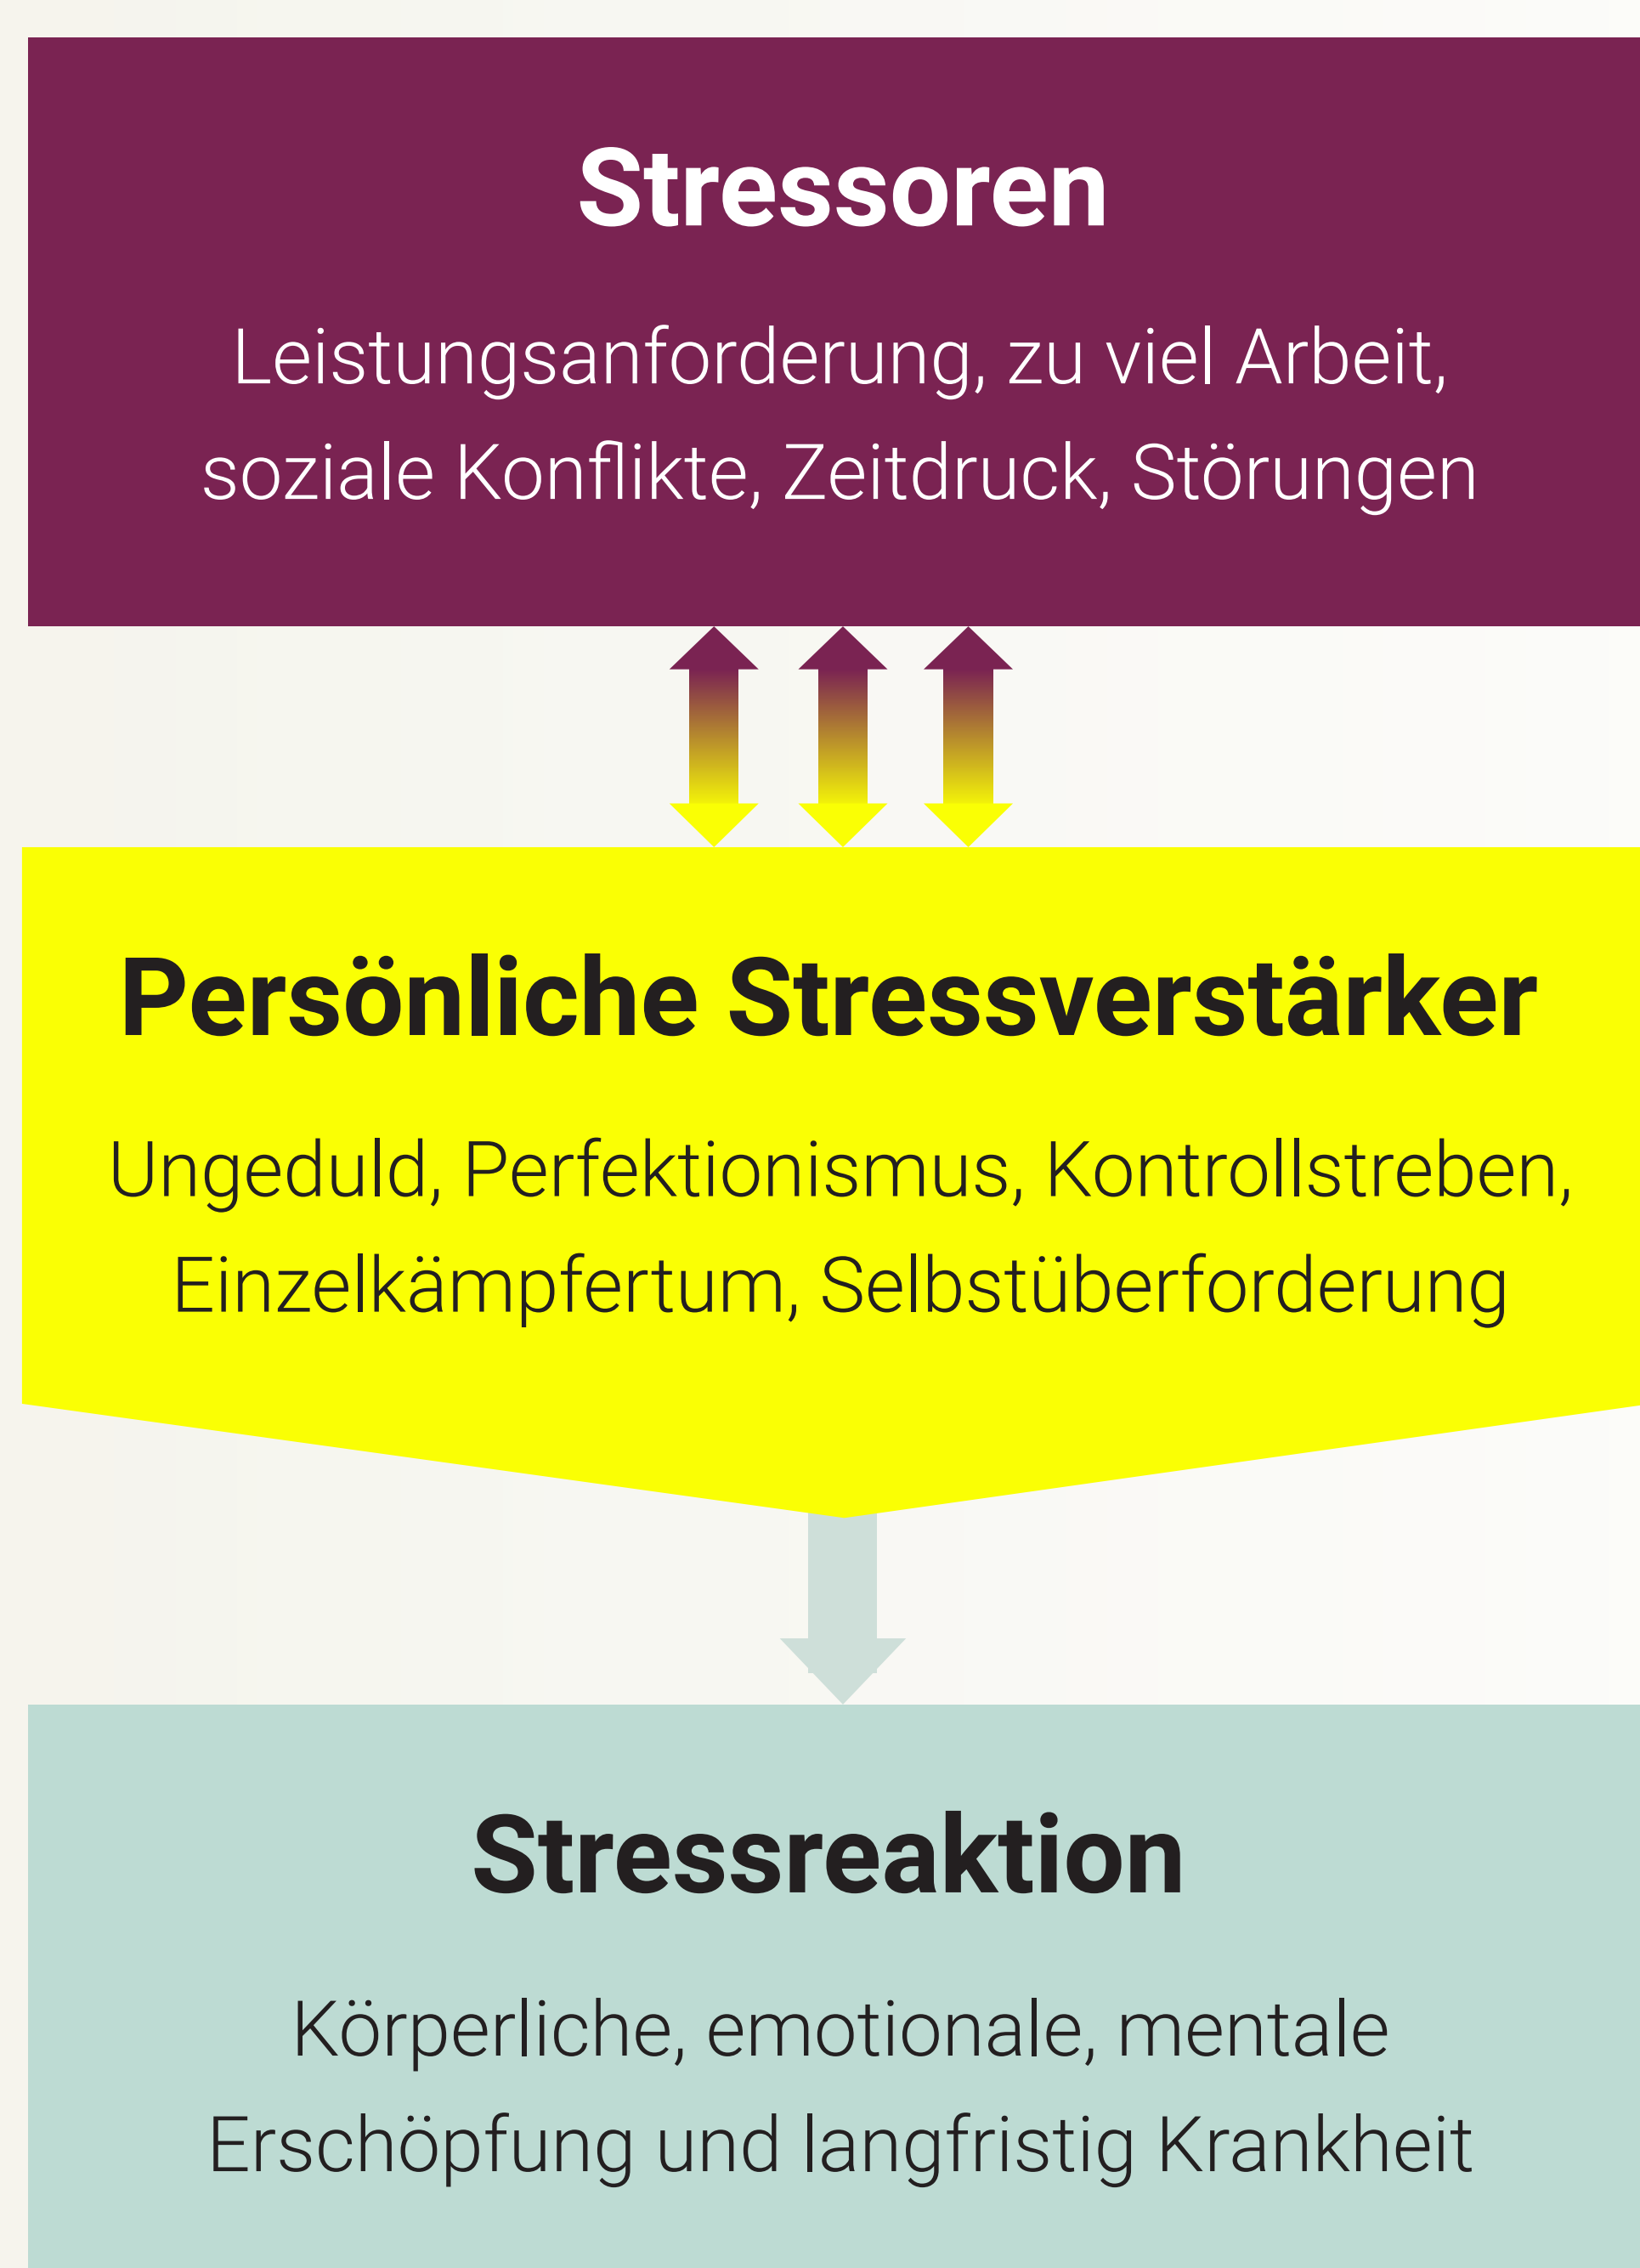 Stressoren
Leistungsanforderung, zu viel Arbeit,
soziale Konflikte, Zeitdruck, Störungen
Persönliche Stressverstärker
Ungeduld, Perfektionismus, Kontrollstreben,
Einzelkämpfertum, Selbstüberforderung
Stressreaktion
Körperliche, emotionale, mentale
Erschöpfung und langfristig Krankheit